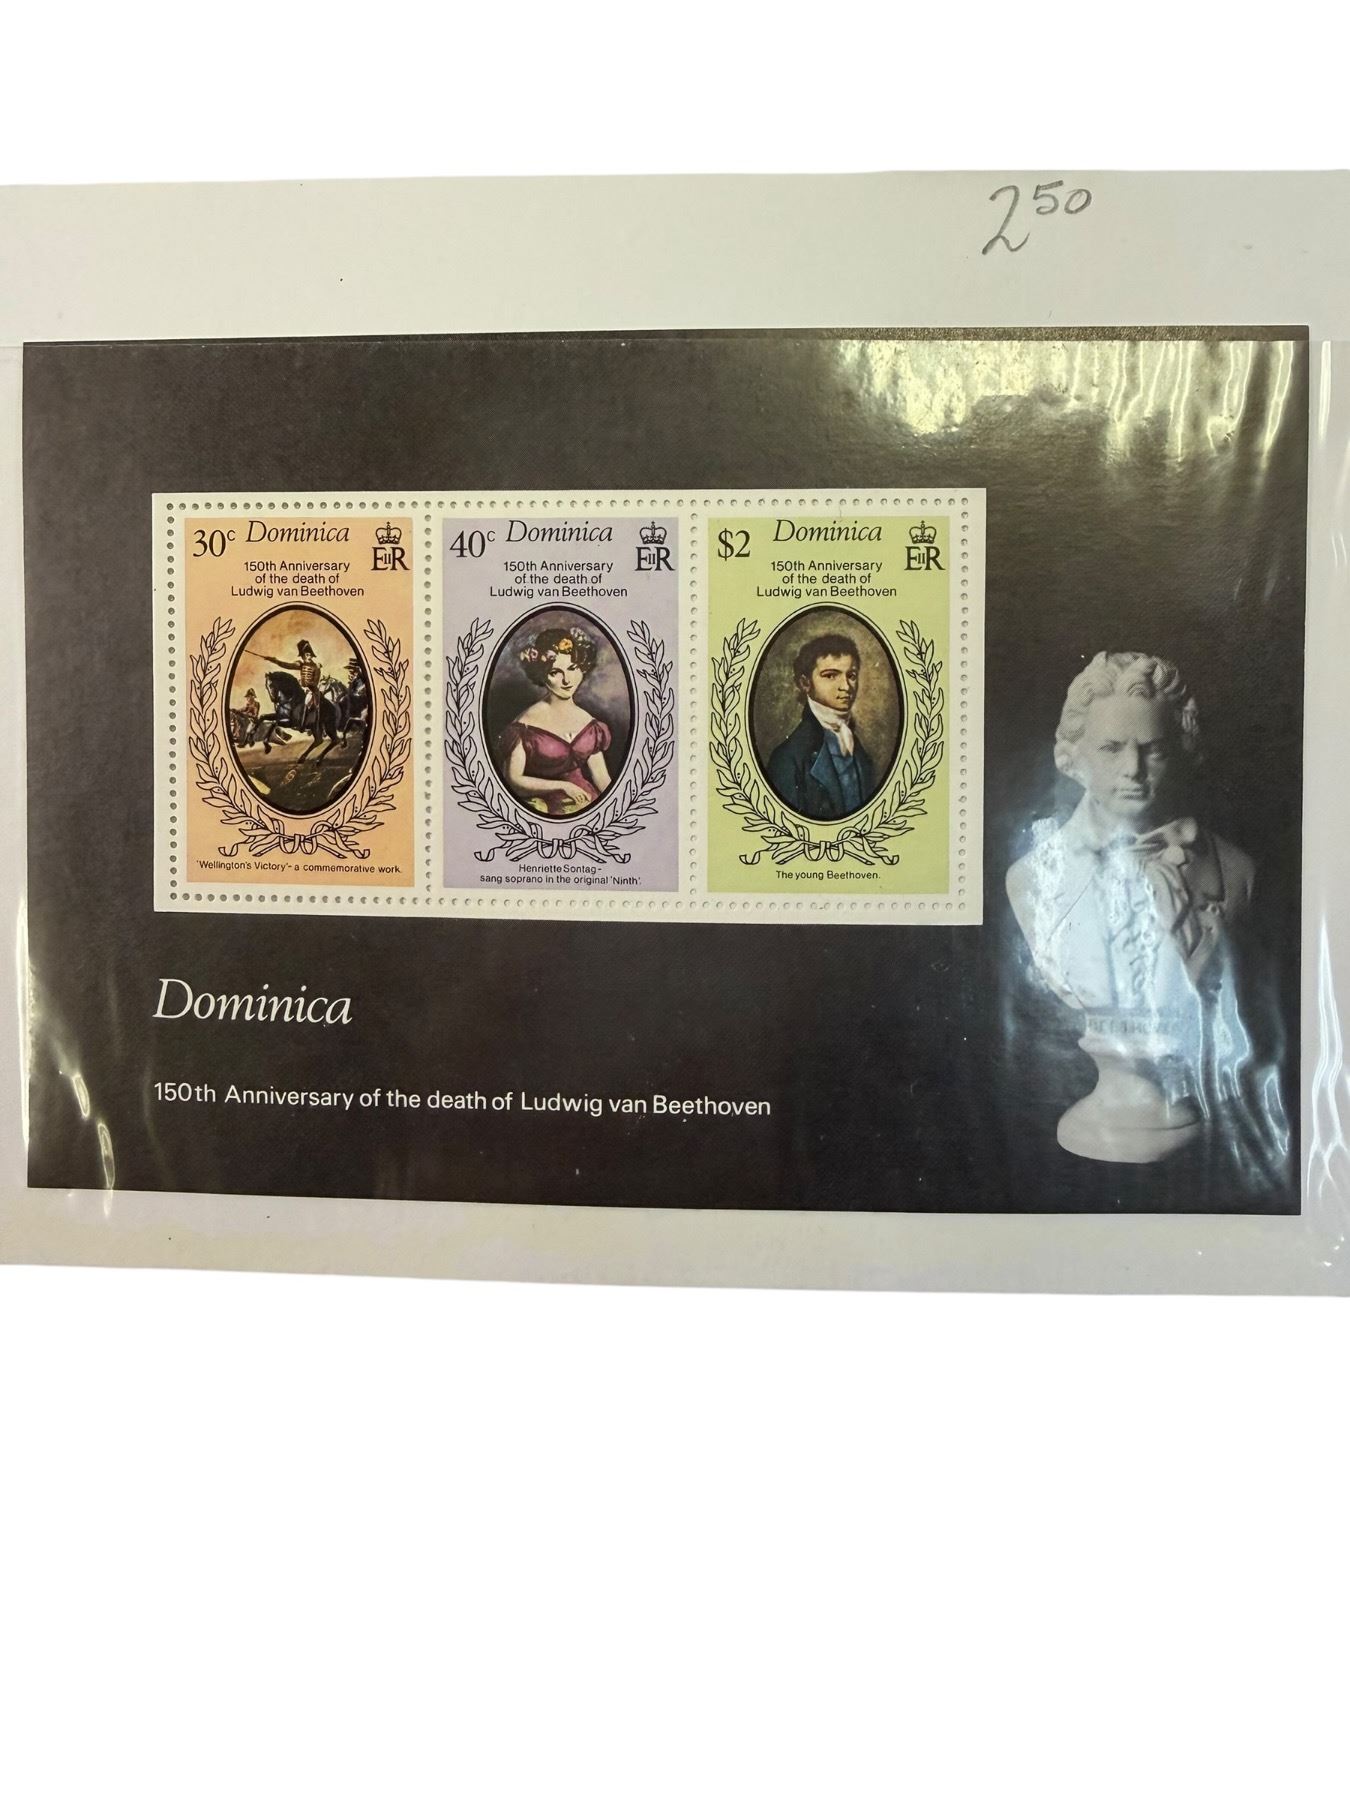 2 50
30c Dominica
EIIR
150th Anniversary
of the death of
Ludwig van Beethoven
'Wellington's Victory'- a commemorative work.
40c Dominica
EIIR
150th Anniversary
of the death of
Ludwig van Beethoven
Henriette Sontag-
sang soprano in the original 'Ninth'.
$2 Dominica
EIIR
150th Anniversary
of the death of
Ludwig van Beethoven
The young Beethoven.
BEETHOVEN
Dominica
150th Anniversary of the death of Ludwig van Beethoven